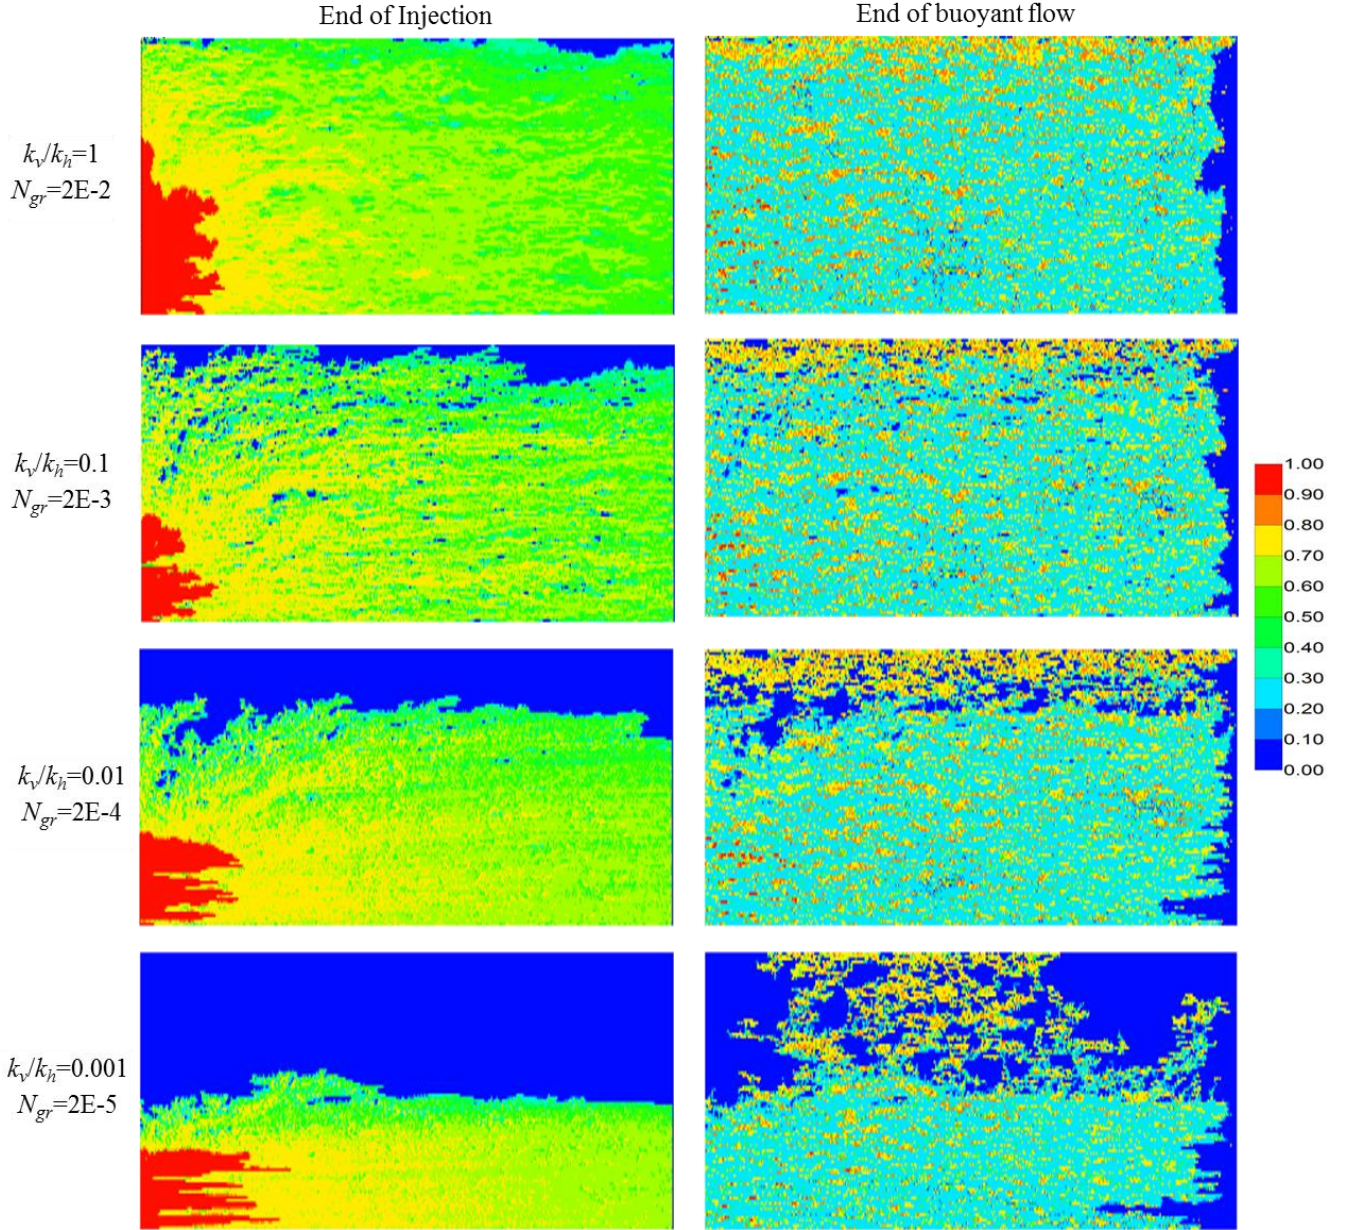 End of Injection
End of buoyant flow
kv/kh=1
Ngr=2E-2
kv/kh=0.1
Ngr=2E-3
kv/kh=0.01
Ngr=2E-4
kv/kh=0.001
Ngr=2E-5
1.00
0.90
0.80
0.70
0.60
0.50
0.40
0.30
0.20
0.10
0.00